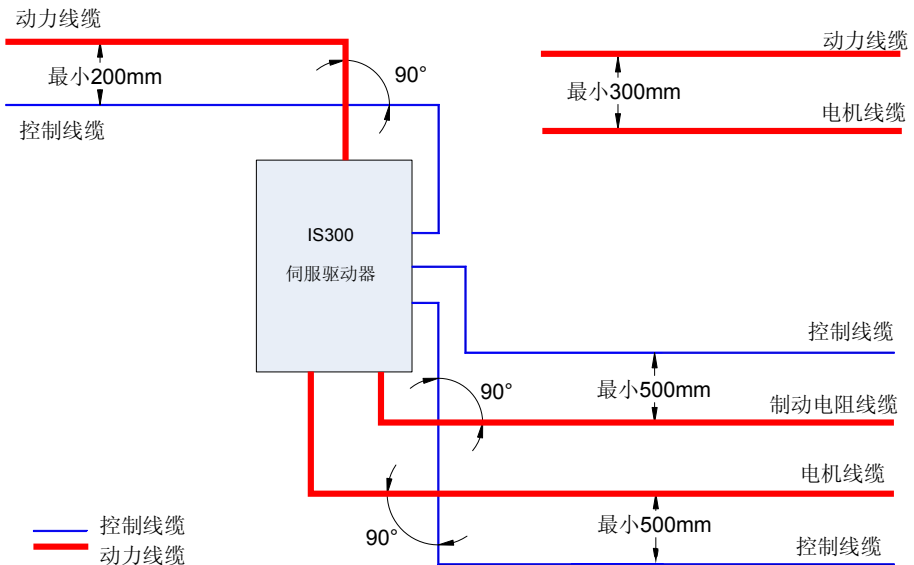 动力线缆
最小200mm
90°
控制线缆
动力线缆
最小300mm
电机线缆
IS300
伺服驱动器
控制线缆
90°
最小500mm
制动电阻线缆
电机线缆
90°
最小500mm
控制线缆
控制线缆
动力线缆